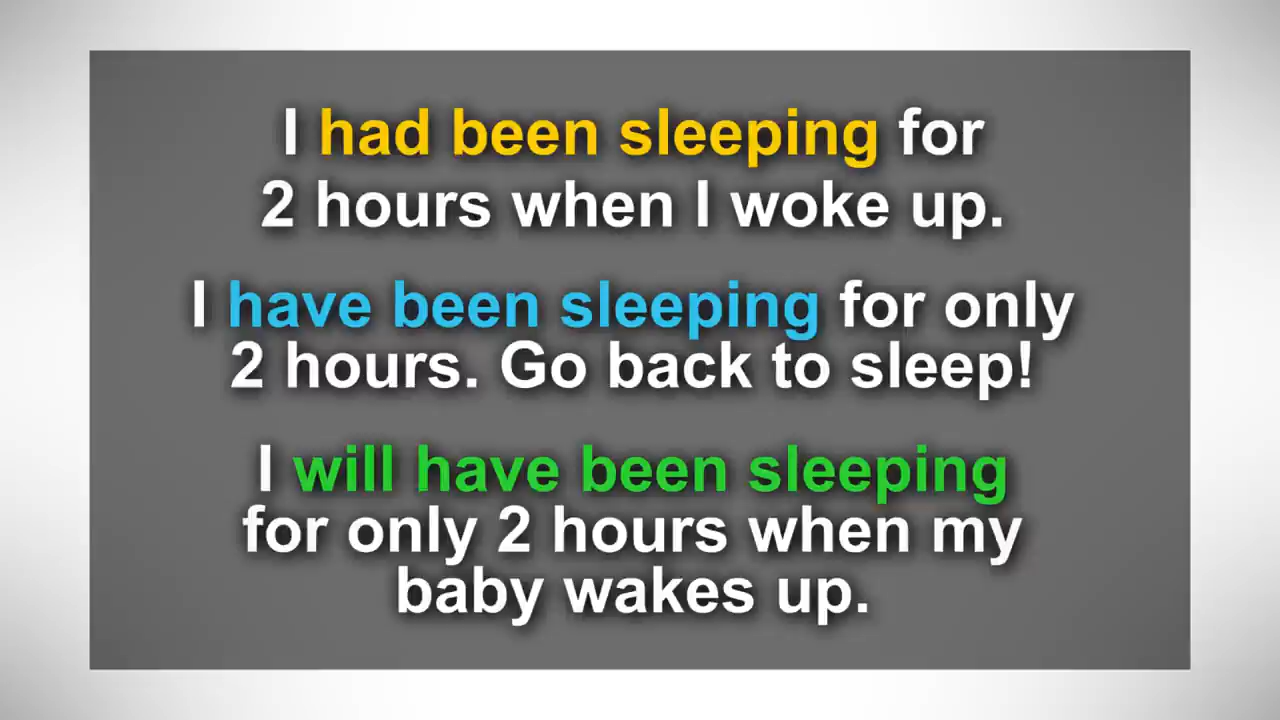 I had been sleeping for
2 hours when I woke up.
I have been sleeping for only
2 hours. Go back to sleep!
I will have been sleeping
for only 2 hours when my
baby wakes up.